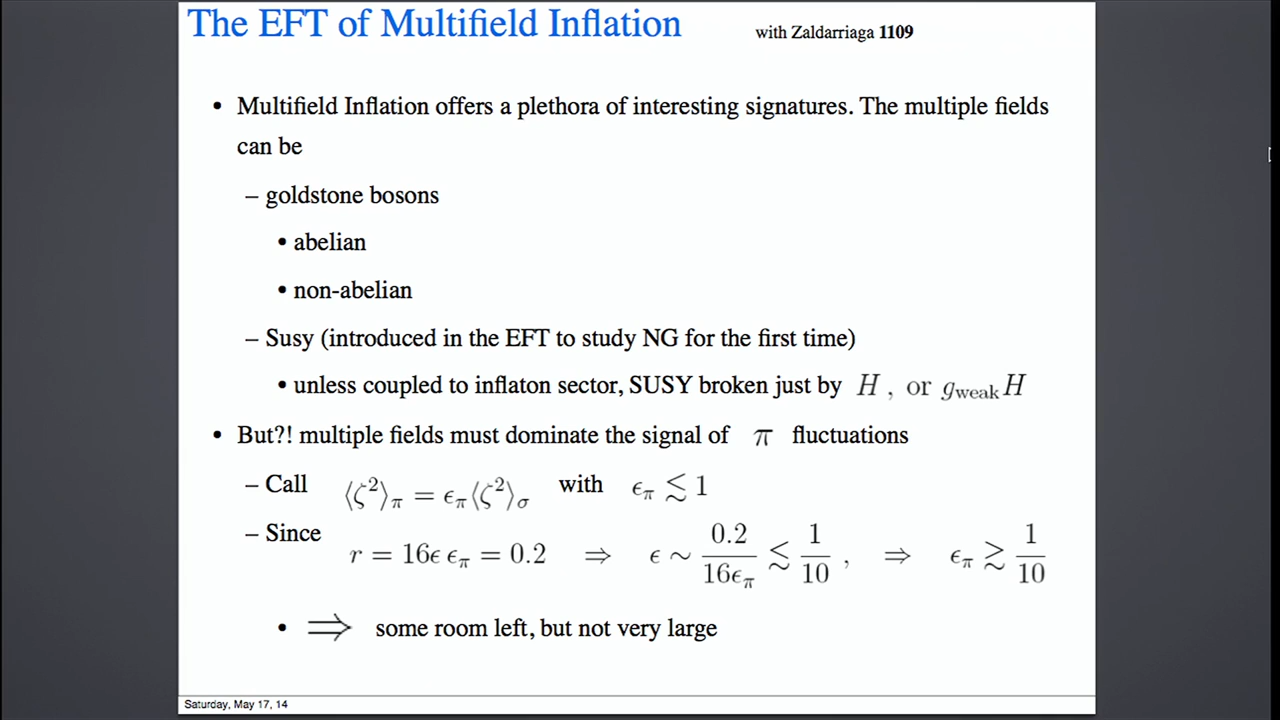 The EFT of Multifield Inflation with Zaldarriaga 1109
• Multifield Inflation offers a plethora of interesting signatures. The multiple fields
can be
– goldstone bosons
• abelian
• non-abelian
– Susy (introduced in the EFT to study NG for the first time)
• unless coupled to inflaton sector, SUSY broken just by H , or g_weak H
• But?! multiple fields must dominate the signal of π fluctuations
– Call ⟨ζ²⟩_π = ε_π⟨ζ²⟩_σ with ε_π ≲ 1
– Since r = 16ε ε_π = 0.2 ⇒ ε ∼ 0.2/16ε_π ≲ 1/10 , ⇒ ε_π ≳ 1/10
• ⟹ some room left, but not very large
Saturday, May 17, 14